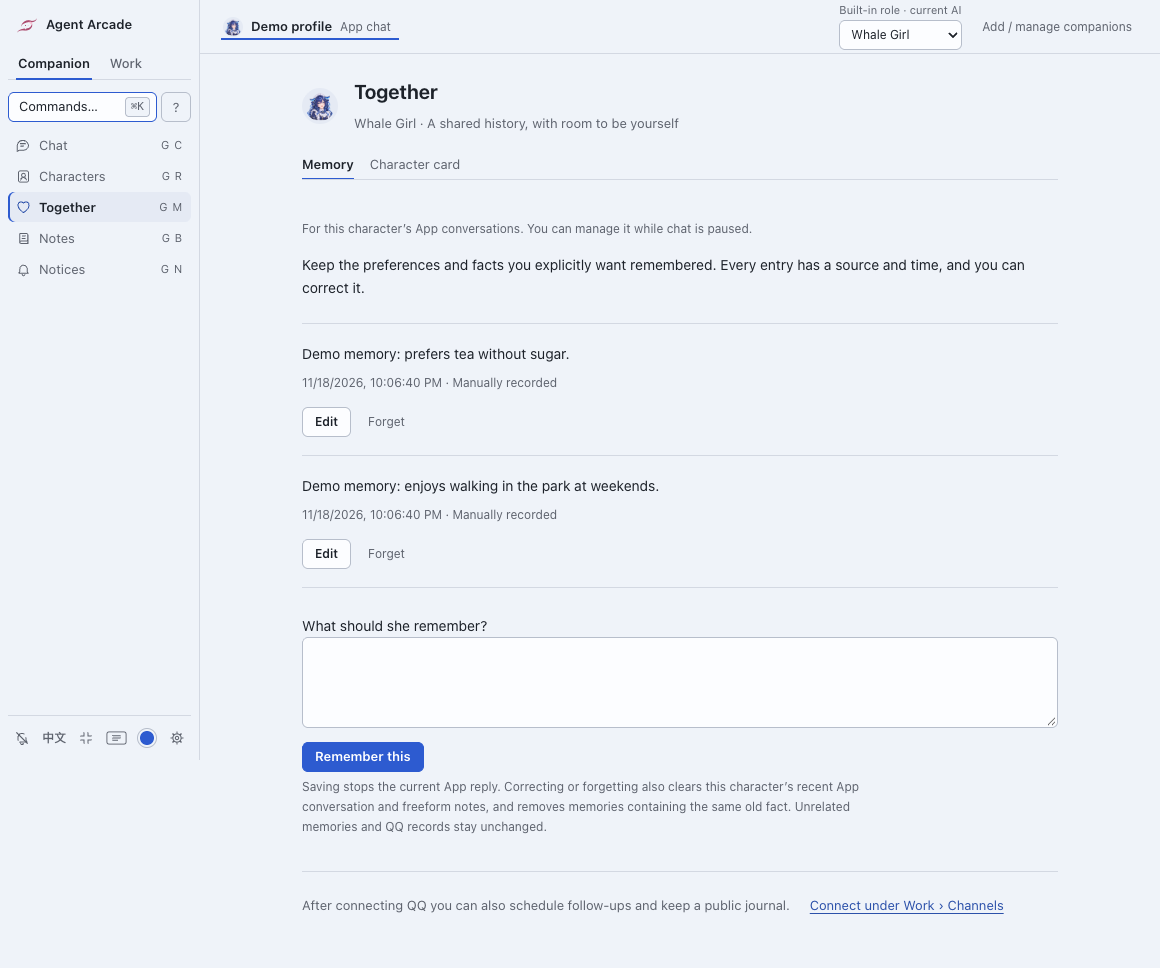 Agent Arcade
Companion
Work
Commands...
⌘K
?
Chat
G C
Characters
G R
Together
G M
Notes
G B
Notices
G N
中文
Demo profile
App chat
Built-in role · current AI
Whale Girl
Add / manage companions
Together
Whale Girl · A shared history, with room to be yourself
Memory
Character card
For this character's App conversations. You can manage it while chat is paused.
Keep the preferences and facts you explicitly want remembered. Every entry has a source and time, and you can
correct it.
Demo memory: prefers tea without sugar.
11/18/2026, 10:06:40 PM · Manually recorded
Edit
Forget
Demo memory: enjoys walking in the park at weekends.
11/18/2026, 10:06:40 PM · Manually recorded
Edit
Forget
What should she remember?
Remember this
Saving stops the current App reply. Correcting or forgetting also clears this character's recent App
conversation and freeform notes, and removes memories containing the same old fact. Unrelated
memories and QQ records stay unchanged.
After connecting QQ you can also schedule follow-ups and keep a public journal.
Connect under Work › Channels